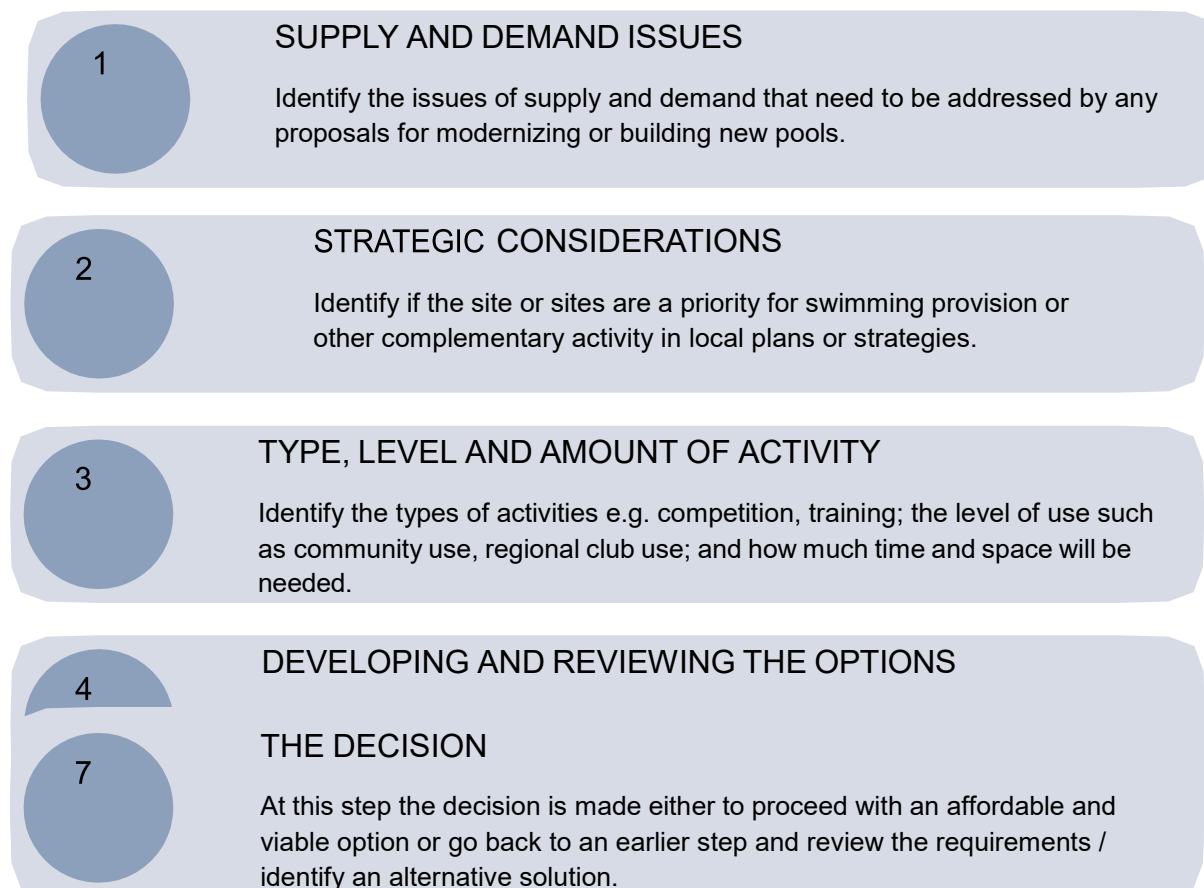 1
SUPPLY AND DEMAND ISSUES
Identify the issues of supply and demand that need to be addressed by any
proposals for modernizing or building new pools.
2
STRATEGIC CONSIDERATIONS
Identify if the site or sites are a priority for swimming provision or
other complementary activity in local plans or strategies.
3
TYPE, LEVEL AND AMOUNT OF ACTIVITY
Identify the types of activities e.g. competition, training; the level of use such
as community use, regional club use; and how much time and space will be
needed.
4
DEVELOPING AND REVIEWING THE OPTIONS
7
THE DECISION
At this step the decision is made either to proceed with an affordable and
viable option or go back to an earlier step and review the requirements /
identify an alternative solution.